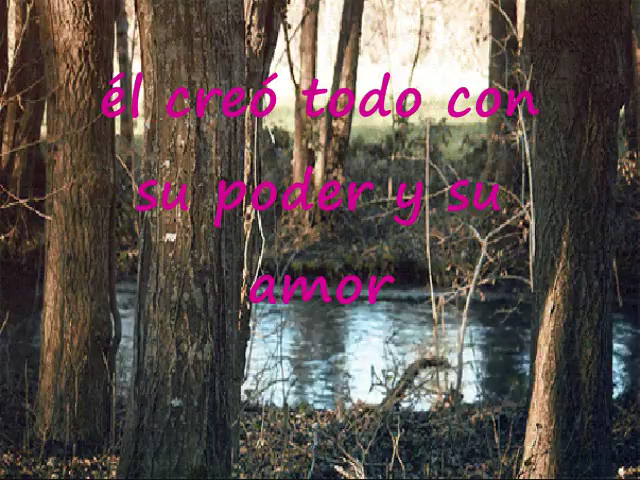 él creó todo con
su poder y su
amor